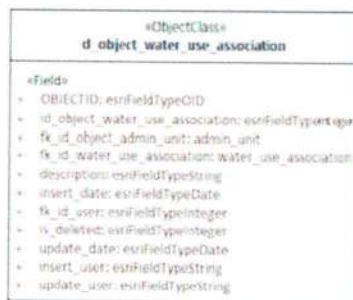 «ObjectClass»
d_object_water_use_association
«Field»
+ OBJECTID: esriFieldTypeOID
+ id_object_water_use_association: esriFieldTypeInteger
+ fk_id_object_admin_unit: admin_unit
+ fk_id_water_use_association: water_use_association
+ description: esriFieldTypeString
+ insert_date: esriFieldTypeDate
+ fk_id_user: esriFieldTypeInteger
+ is_deleted: esriFieldTypeInteger
+ update_date: esriFieldTypeDate
+ insert_user: esriFieldTypeString
+ update_user: esriFieldTypeString